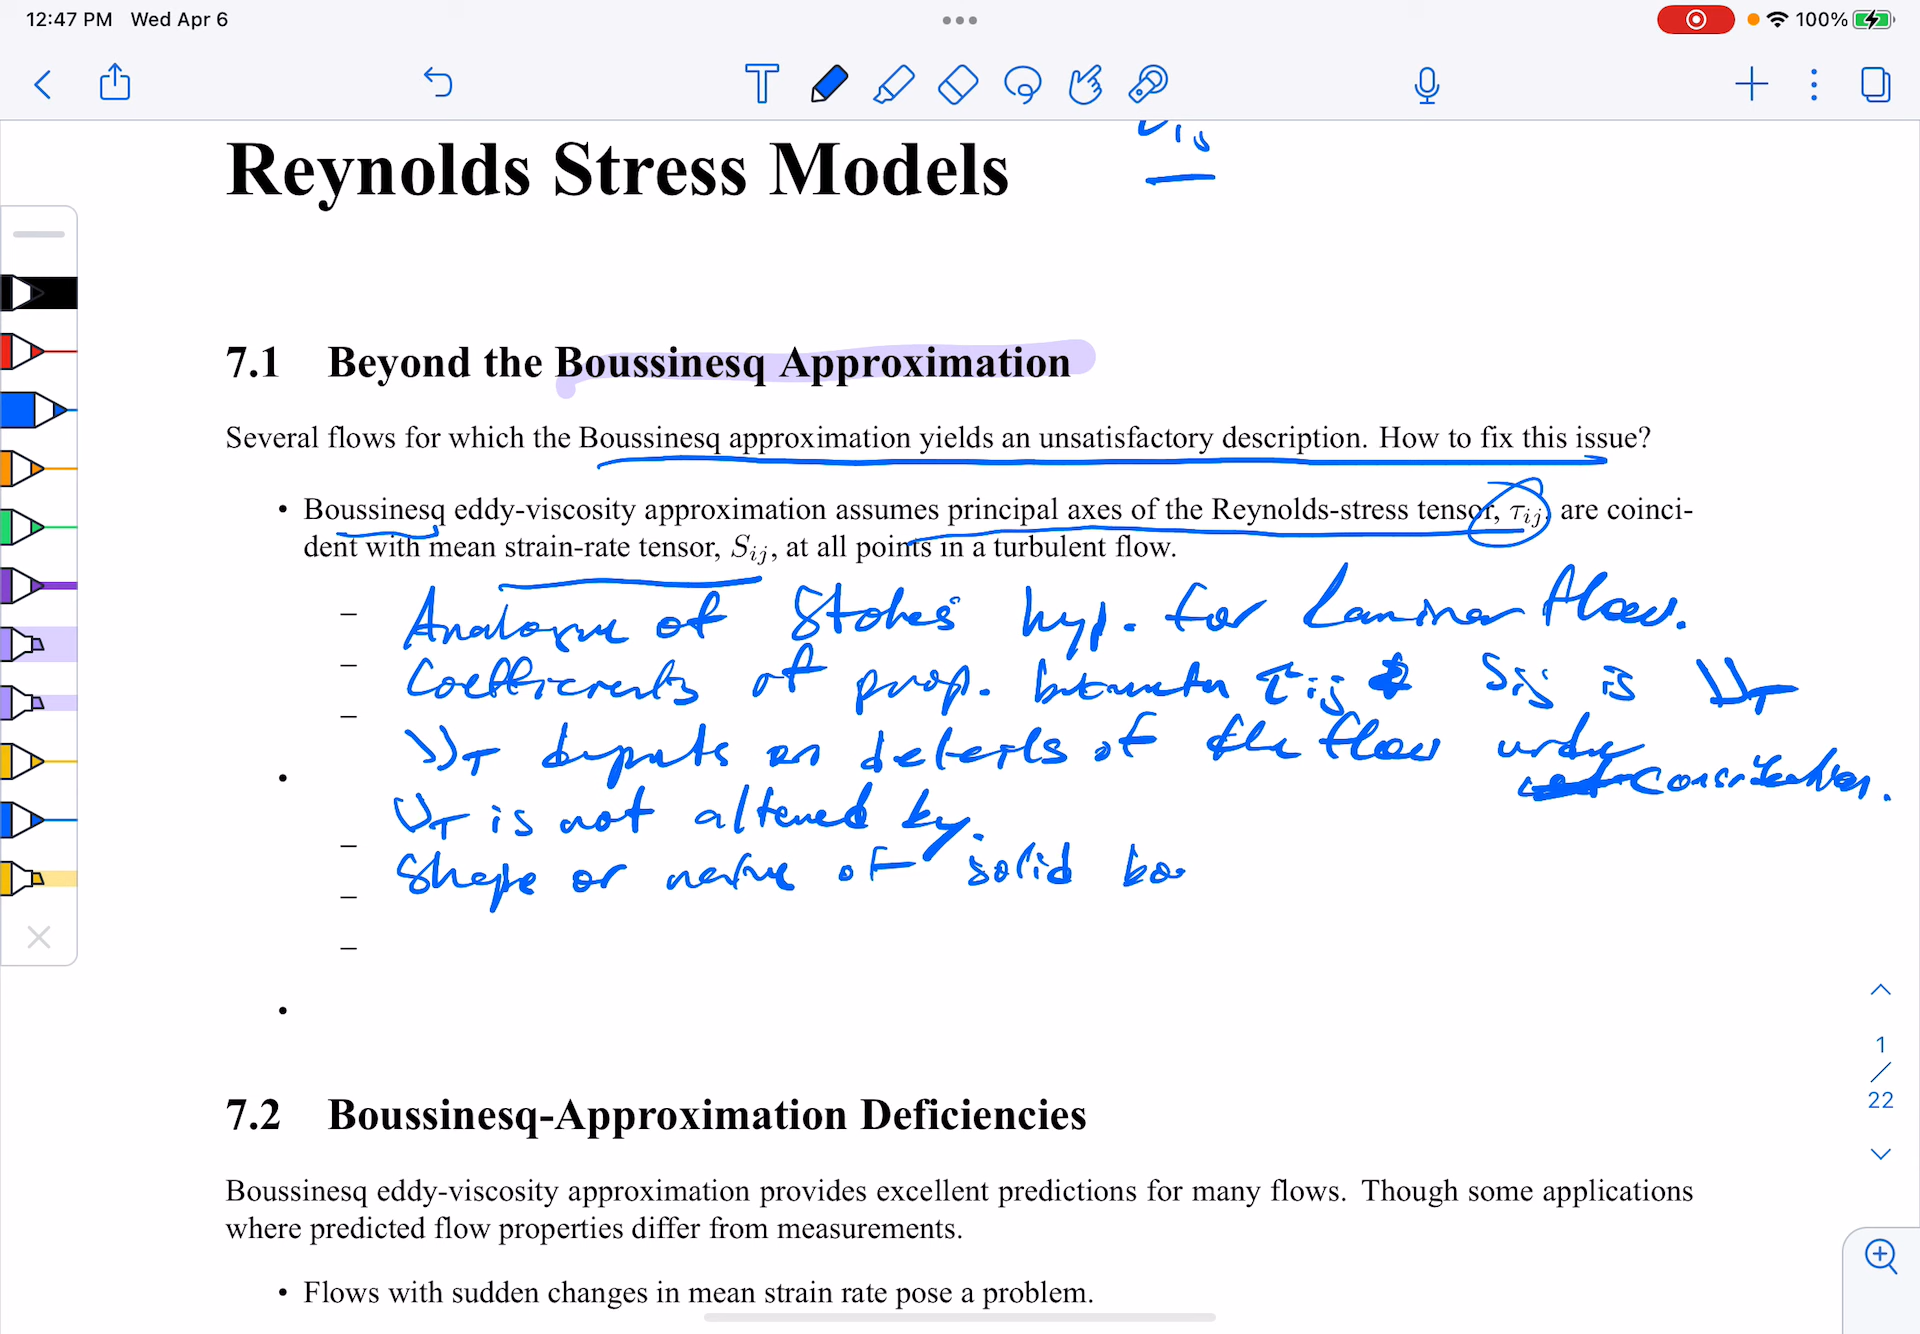 12:47 PM Wed Apr 6
100%
Reynolds Stress Models
7.1 Beyond the Boussinesq Approximation
Several flows for which the Boussinesq approximation yields an unsatisfactory description. How to fix this issue?
• Boussinesq eddy-viscosity approximation assumes principal axes of the Reynolds-stress tensor, τij, are coinci-
dent with mean strain-rate tensor, Sij, at all points in a turbulent flow.
– Analogue of Stokes' hyp. for Laminar flow.
– Coefficients of prop. between τij & Sij is νT
– νT depends on details of the flow under
consideration.
• νT is not altered by
– Shape or nature of solid bo
–
–
•
1
/
22
7.2 Boussinesq-Approximation Deficiencies
Boussinesq eddy-viscosity approximation provides excellent predictions for many flows. Though some applications
where predicted flow properties differ from measurements.
• Flows with sudden changes in mean strain rate pose a problem.